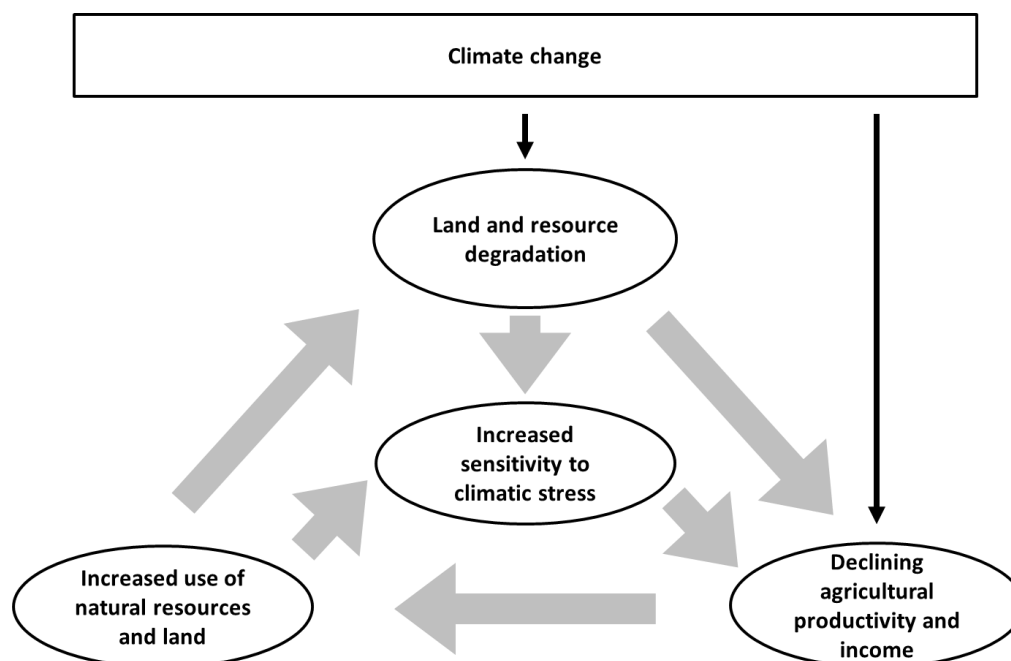 Climate change
Land and resource
degradation
Increased
sensitivity to
climatic stress
Increased use of
natural resources
and land
Declining
agricultural
productivity and
income